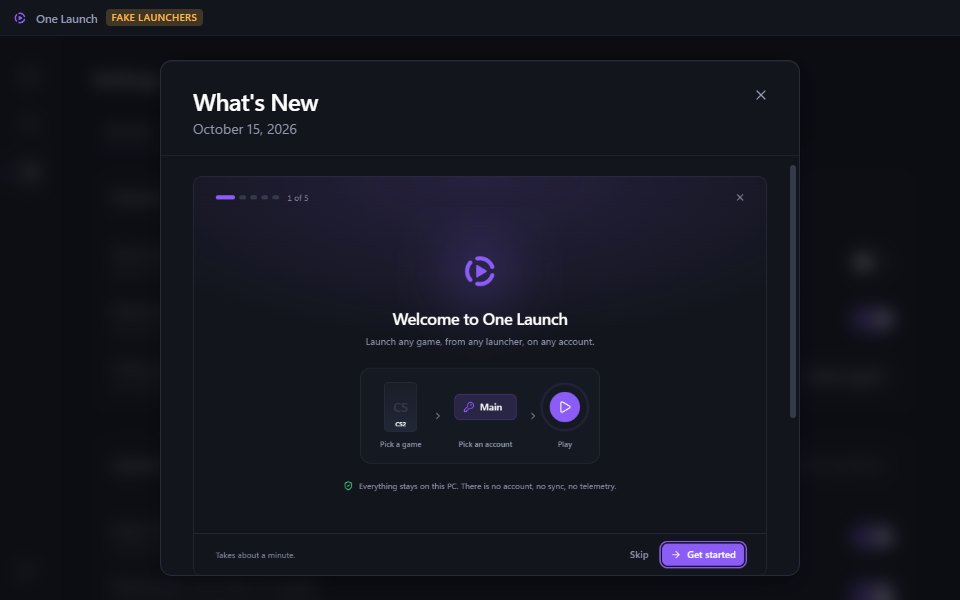 One Launch FAKE LAUNCHERS
What's New
October 15, 2026
1 of 5
Welcome to One Launch
Launch any game, from any launcher, on any account.
CS
CS2
Main
Pick a game
Pick an account
Play
Everything stays on this PC. There is no account, no sync, no telemetry.
Takes about a minute.
Skip
Get started